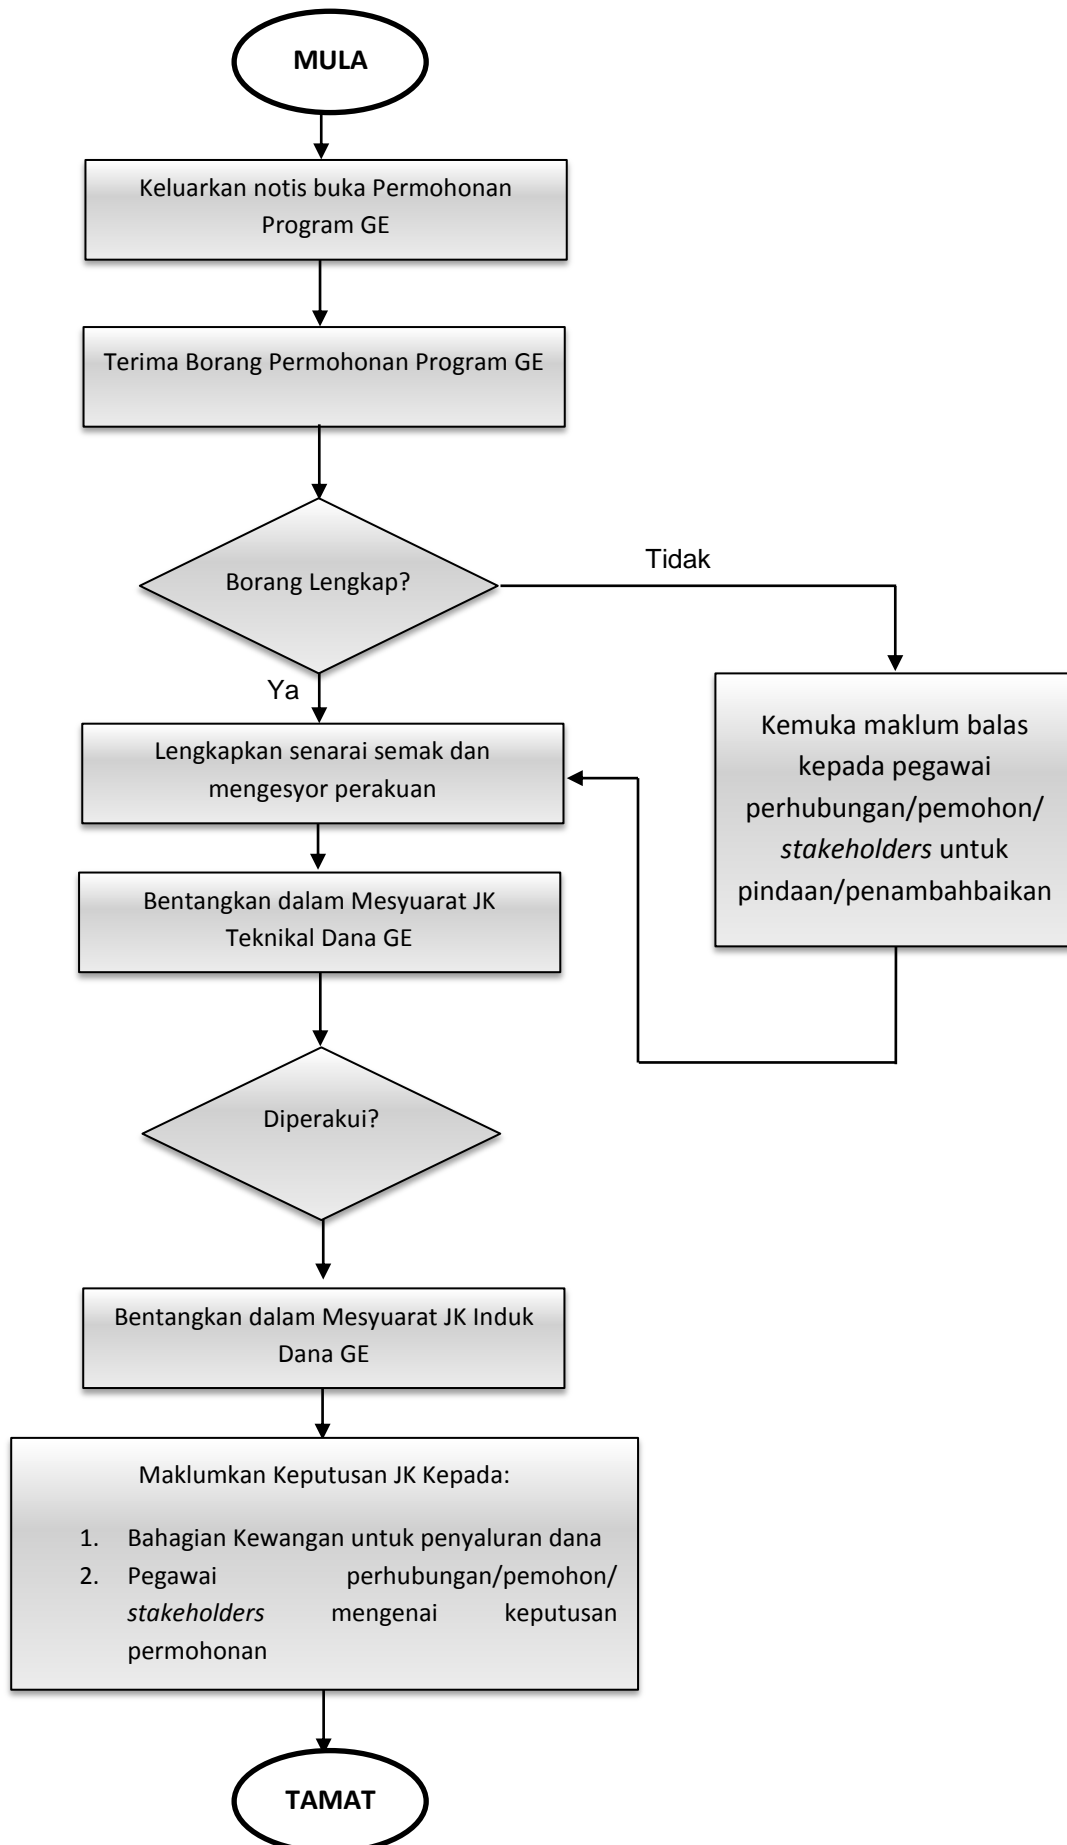 MULA
Keluarkan notis buka Permohonan
Program GE
Terima Borang Permohonan Program GE
Borang Lengkap?
Tidak
Ya
Lengkapkan senarai semak dan
mengesyor perakuan
Kemuka maklum balas
kepada pegawai
perhubungan/pemohon/
stakeholders untuk
pindaan/penambahbaikan
Bentangkan dalam Mesyuarat JK
Teknikal Dana GE
Diperakui?
Bentangkan dalam Mesyuarat JK Induk
Dana GE
Maklumkan Keputusan JK Kepada:
1. Bahagian Kewangan untuk penyaluran dana
2. Pegawai perhubungan/pemohon/
stakeholders mengenai keputusan
permohonan
TAMAT